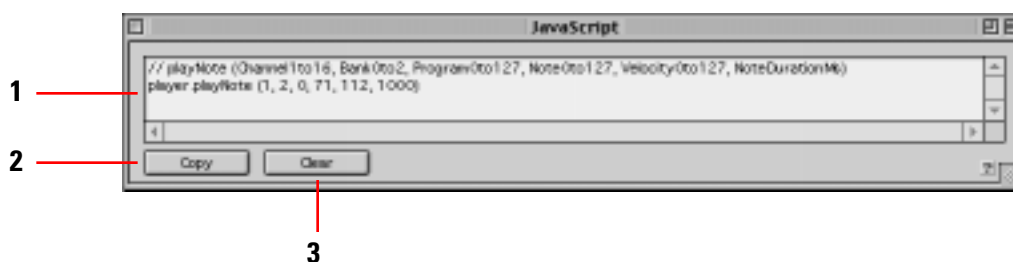 JavaScript
// playNote (Channel1to16, Bank0to2, Program0to127, Note0to127, Velocity0to127, NoteDurationMs)
player.playNote (1, 2, 0, 71, 112, 1000)
1
2
Copy Clear
?
3